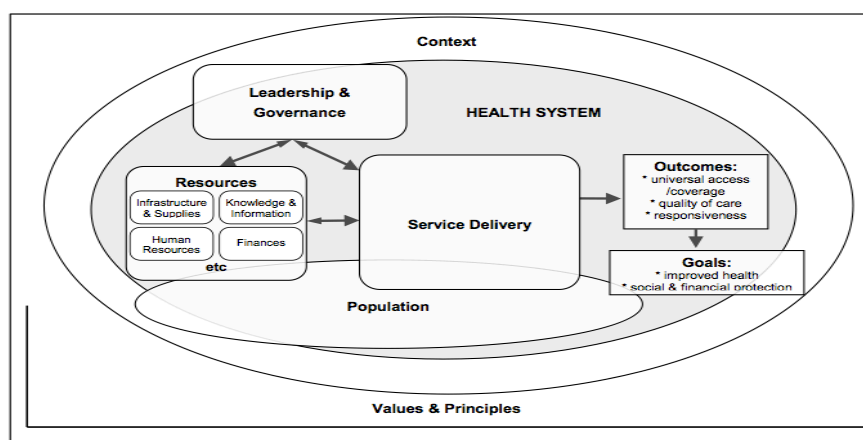 Context
Leadership &
Governance
HEALTH SYSTEM
Resources
Infrastructure
& Supplies
Knowledge &
Information
Human
Resources
Finances
etc
Service Delivery
Population
Outcomes:
* universal access
/coverage
* quality of care
* responsiveness
Goals:
* improved health
* social & financial protection
Values & Principles